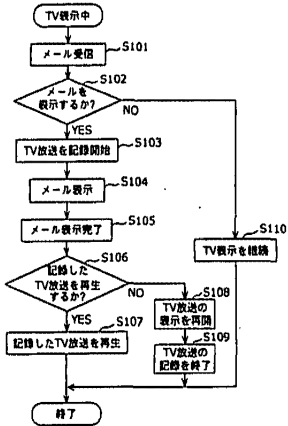 TV表示中
S101
メール受信
S102
メールを
表示するか?
NO
YES
S103
TV放送を記録開始
S104
メール表示
S105
メール表示完了
S106
記録した
TV放送を再生
するか?
NO
YES
S107
記録したTV放送を再生
S108
TV放送の
表示を再開
S109
TV放送の
記録を終了
S110
TV表示を継続
終了